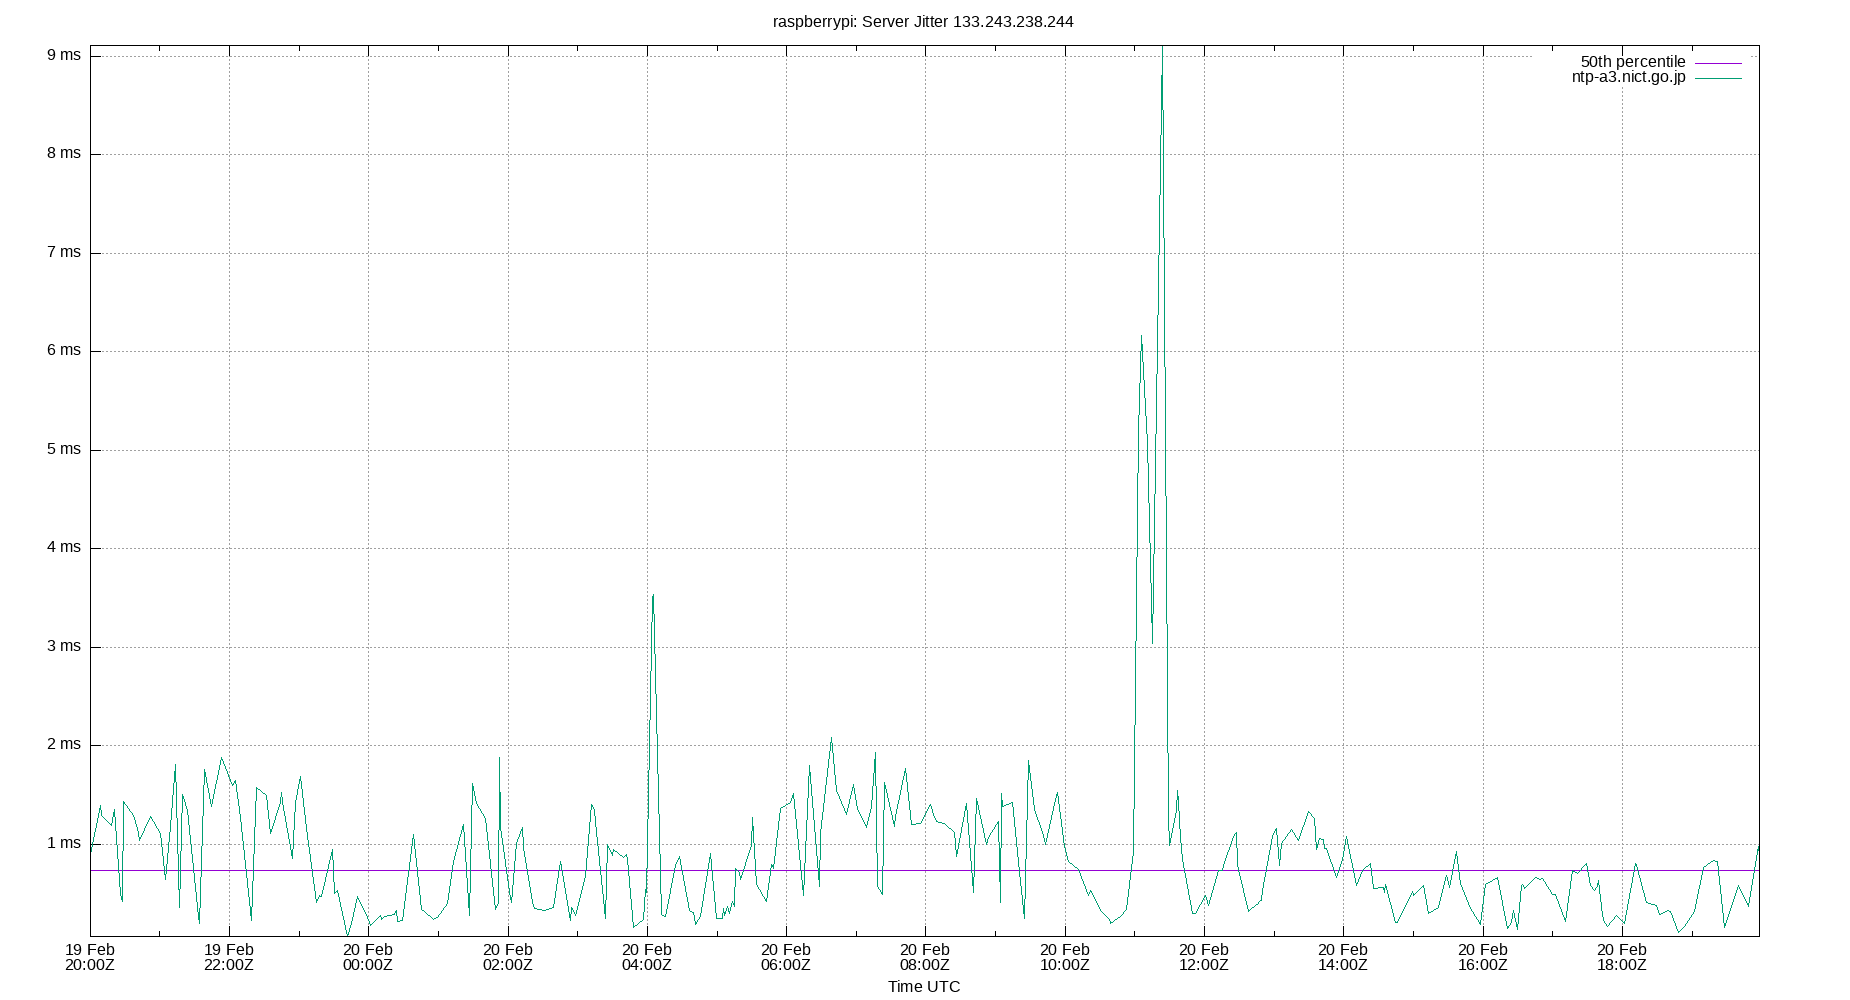 raspberrypi: Server Jitter 133.243.238.244
50th percentile
ntp-a3.nict.go.jp
9 ms
8 ms
7 ms
6 ms
5 ms
4 ms
3 ms
2 ms
1 ms
19 Feb 19 Feb 20 Feb 20 Feb 20 Feb 20 Feb 20 Feb 20 Feb 20 Feb 20 Feb 20 Feb 20 Feb
20:00Z 22:00Z 00:00Z 02:00Z 04:00Z 06:00Z 08:00Z 10:00Z 12:00Z 14:00Z 16:00Z 18:00Z
Time UTC